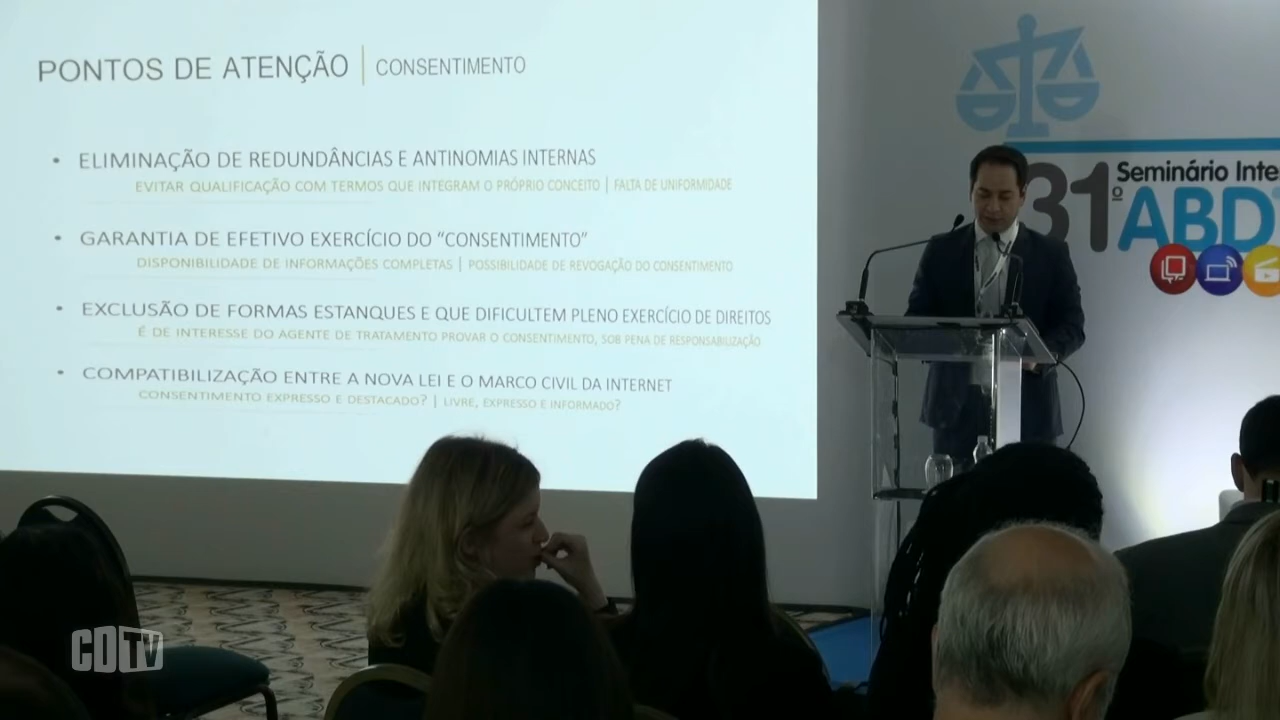 PONTOS DE ATENÇÃO | CONSENTIMENTO
• ELIMINAÇÃO DE REDUNDÂNCIAS E ANTINOMIAS INTERNAS
EVITAR QUALIFICAÇÃO COM TERMOS QUE INTEGRAM O PRÓPRIO CONCEITO | FALTA DE UNIFORMIDADE
• GARANTIA DE EFETIVO EXERCÍCIO DO “CONSENTIMENTO”
DISPONIBILIDADE DE INFORMAÇÕES COMPLETAS | POSSIBILIDADE DE REVOGAÇÃO DO CONSENTIMENTO
• EXCLUSÃO DE FORMAS ESTANQUES E QUE DIFICULTEM PLENO EXERCÍCIO DE DIREITOS
É DE INTERESSE DO AGENTE DE TRATAMENTO PROVAR O CONSENTIMENTO, SOB PENA DE RESPONSABILIZAÇÃO
• COMPATIBILIZAÇÃO ENTRE A NOVA LEI E O MARCO CIVIL DA INTERNET
CONSENTIMENTO EXPRESSO E DESTACADO? | LIVRE, EXPRESSO E INFORMADO?
31º Seminário Inte
ABD
CDTV